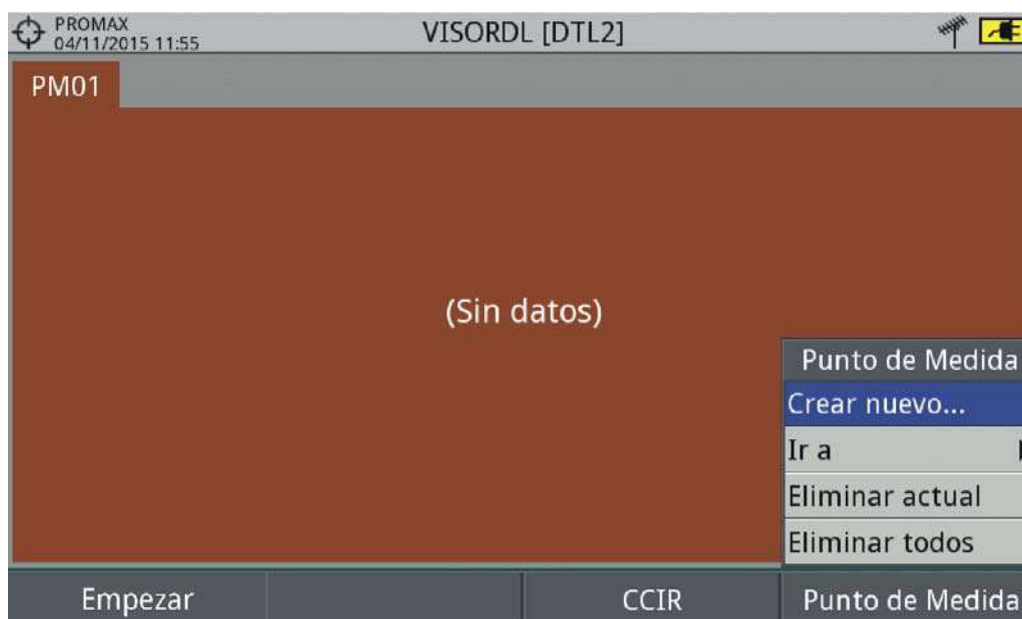 PROMAX
04/11/2015 11:55
VISORDL [DTL2]
PM01
(Sin datos)
Punto de Medida
Crear nuevo...
Ir a
Eliminar actual
Eliminar todos
Empezar
CCIR
Punto de Medida